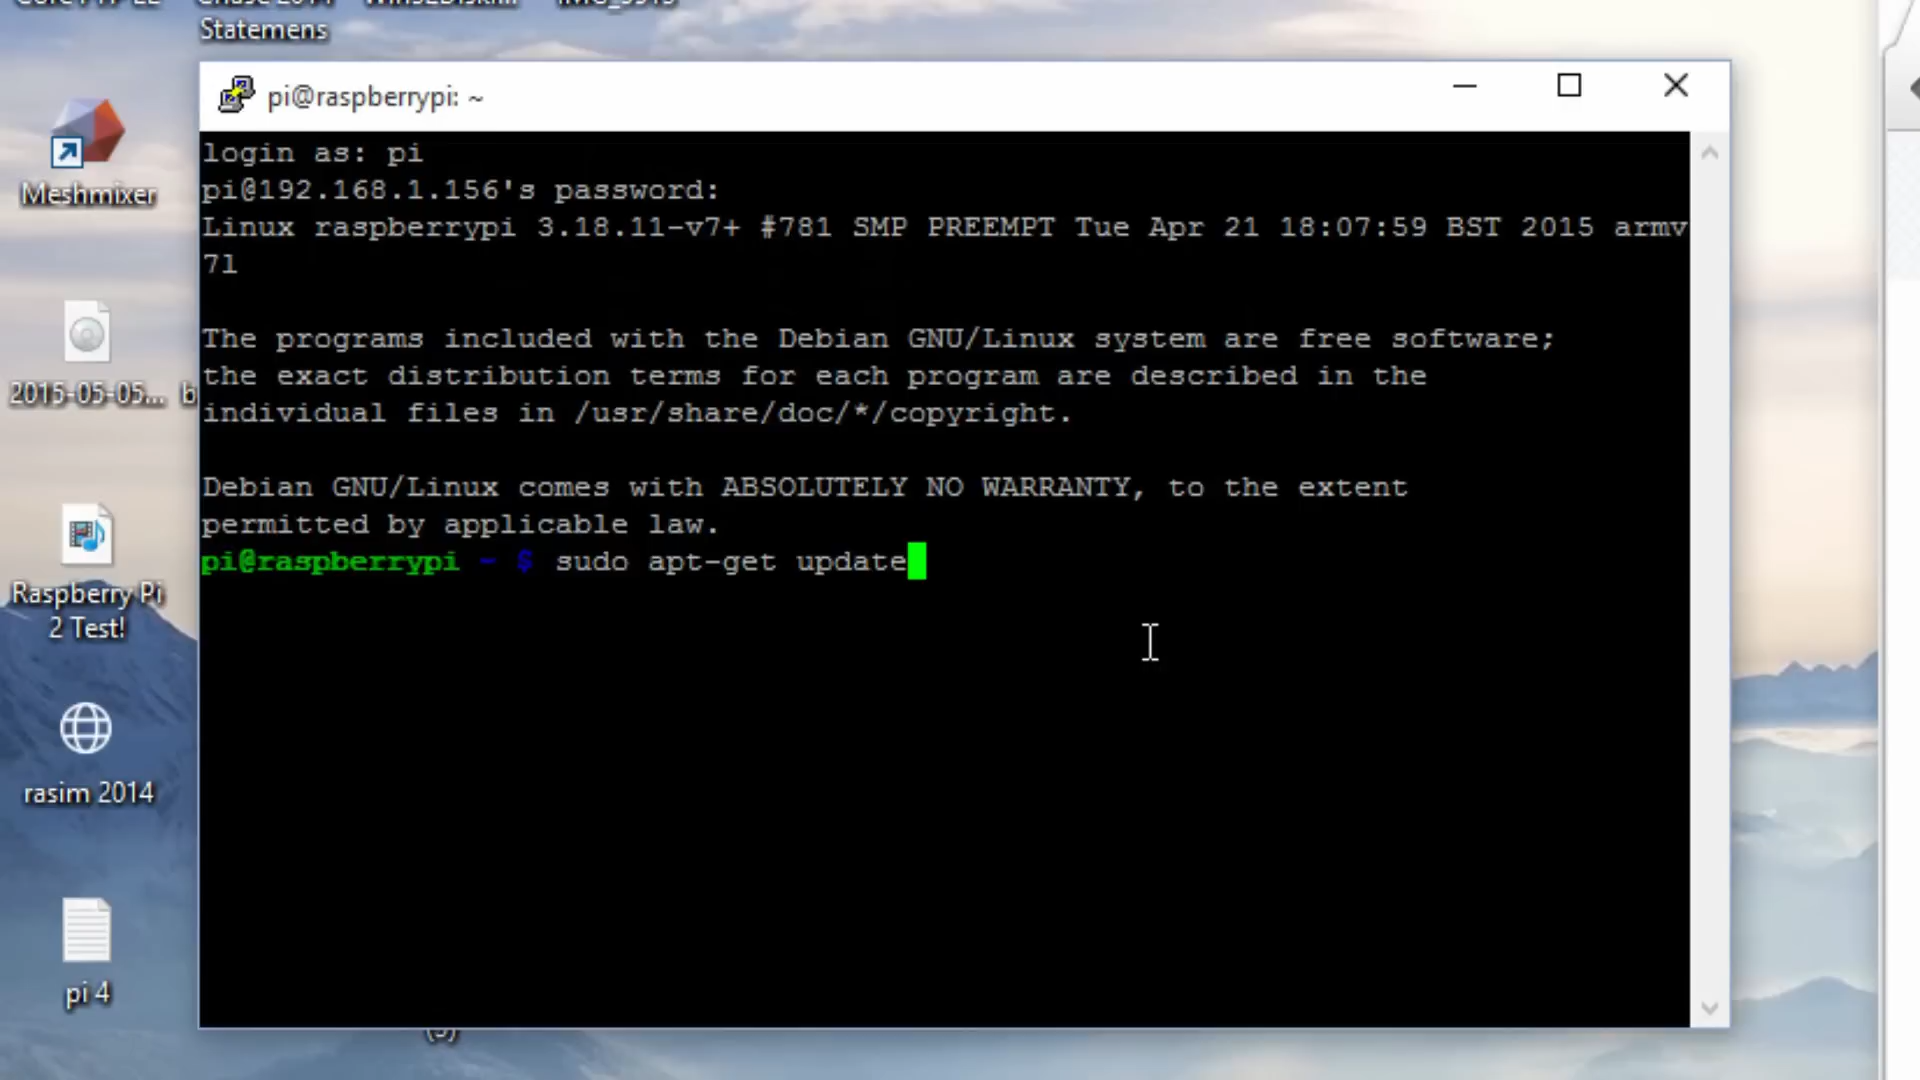 Statemens
pi@raspberrypi: ~
login as: pi
pi@192.168.1.156's password:
Linux raspberrypi 3.18.11-v7+ #781 SMP PREEMPT Tue Apr 21 18:07:59 BST 2015 armv
7l
The programs included with the Debian GNU/Linux system are free software;
the exact distribution terms for each program are described in the
individual files in /usr/share/doc/*/copyright.
Debian GNU/Linux comes with ABSOLUTELY NO WARRANTY, to the extent
permitted by applicable law.
pi@raspberrypi ~ $ sudo apt-get update
Meshmixer
2015-05-05...
Raspberry Pi
2 Test!
rasim 2014
pi 4